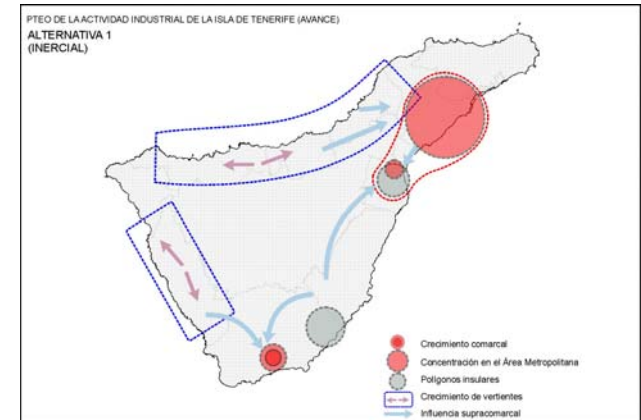 PTEO DE LA ACTIVIDAD INDUSTRIAL DE LA ISLA DE TENERIFE (AVANCE)
ALTERNATIVA 1
(INERCIAL)
Crecimiento comarcal
Concentración en el Área Metropolitana
Polígonos insulares
Crecimiento de vertientes
Influencia supracomarcal